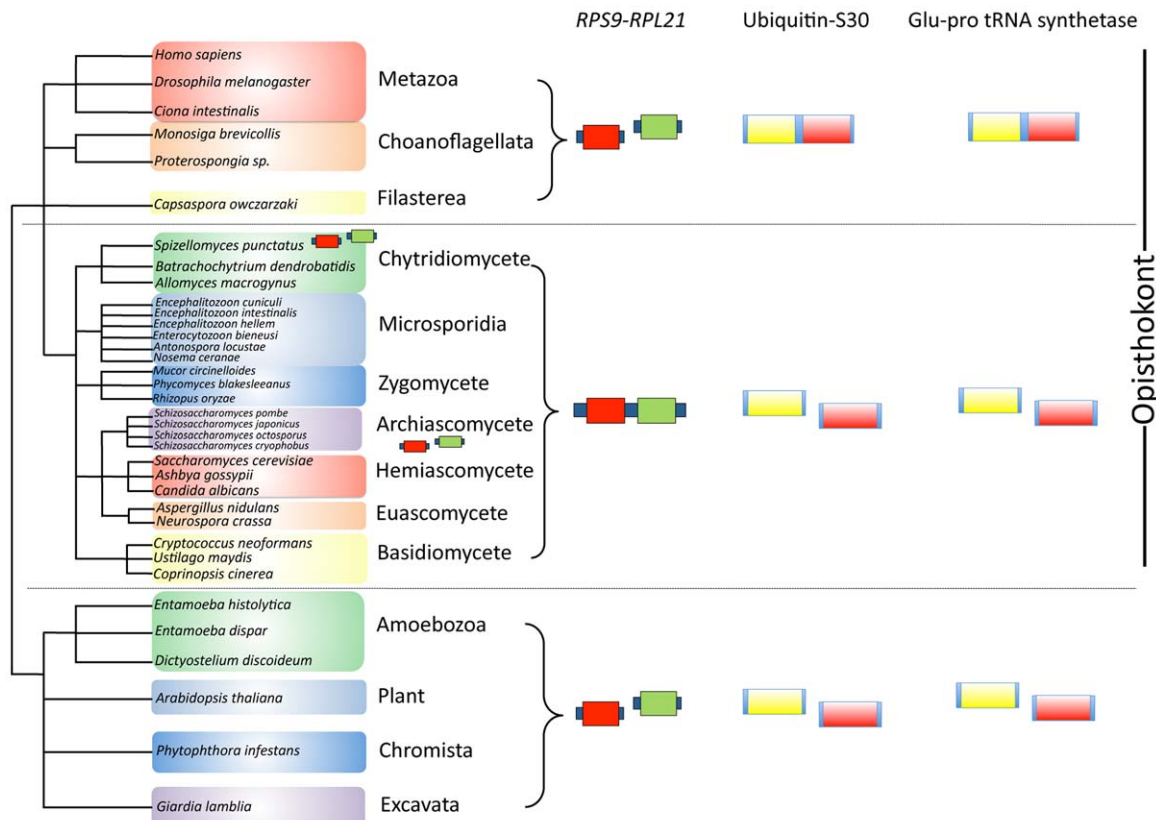 RPS9-RPL21 Ubiquitin-S30 Glu-pro tRNA synthetase
Homo sapiens
Drosophila melanogaster
Ciona intestinalis
Metazoa
Monosiga brevicollis
Proterospongia sp.
Choanoflagellata
Capsaspora owczarzaki
Filasterea
Spizellomyces punctatus
Batrachochytrium dendrobatidis
Allomyces macrogynus
Chytridiomycete
Encephalitozoon cuniculi
Encephalitozoon intestinalis
Encephalitozoon hellem
Enterocytozoon bieneusi
Antonospora locustae
Nosema ceranae
Microsporidia
Mucor circinelloides
Phycomyces blakesleeanus
Rhizopus oryzae
Zygomycete
Schizosaccharomyces pombe
Schizosaccharomyces japonicus
Schizosaccharomyces octosporus
Schizosaccharomyces cryophobus
Archiascomycete
Saccharomyces cerevisiae
Ashbya gossypii
Candida albicans
Hemiascomycete
Aspergillus nidulans
Neurospora crassa
Euascomycete
Cryptococcus neoformans
Ustilago maydis
Coprinopsis cinerea
Basidiomycete
Opisthokont
Entamoeba histolytica
Entamoeba dispar
Dictyostelium discoideum
Amoebozoa
Arabidopsis thaliana
Plant
Phytophthora infestans
Chromista
Giardia lamblia
Excavata